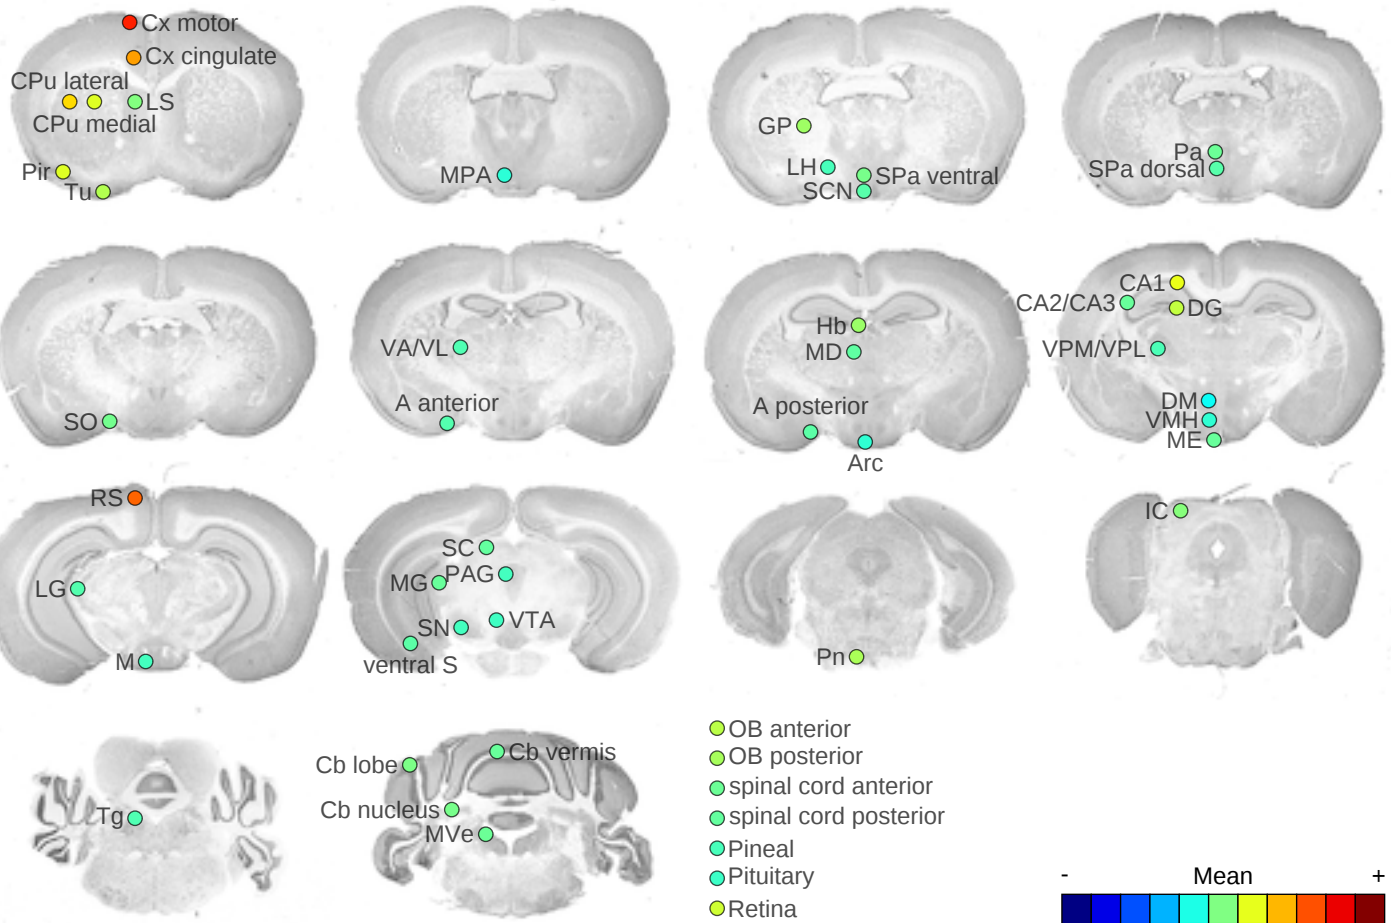 Cx motor
Cx cingulate
CPu lateral
LS
CPu medial
Pir
Tu
MPA
GP
LH
SPa ventral
SCN
Pa
SPa dorsal
SO
VA/VL
A anterior
Hb
MD
A posterior
Arc
CA1
CA2/CA3
DG
VPM/VPL
DM
VMH
ME
RS
LG
M
SC
MG
PAG
SN
VTA
ventral S
Pn
IC
Tg
Cb lobe
Cb vermis
Cb nucleus
MVe
OB anterior
OB posterior
spinal cord anterior
spinal cord posterior
Pineal
Pituitary
Retina
- Mean +